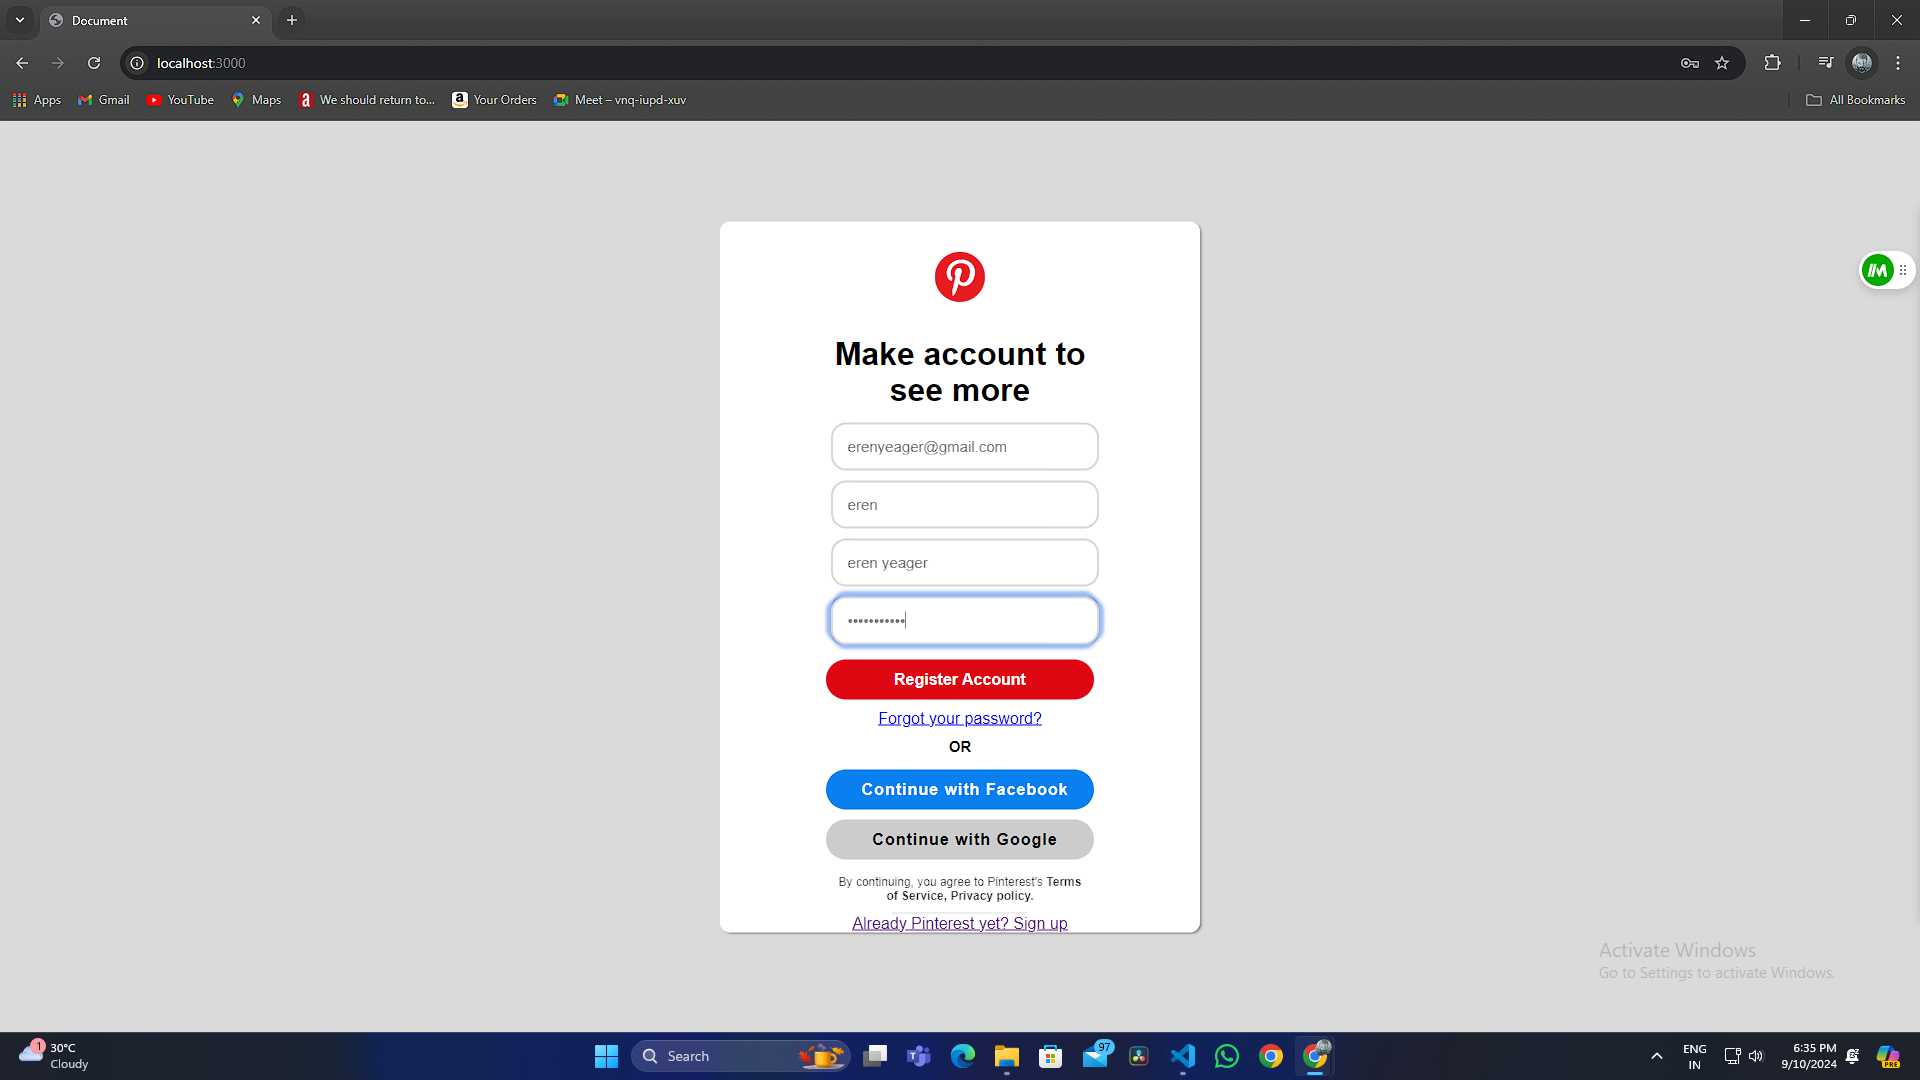 Document
localhost:3000
Apps
Gmail
YouTube
Maps
We should return to...
Your Orders
Meet – vnq-iupd-xuv
All Bookmarks
Make account to
see more
erenyeager@gmail.com
eren
eren yeager
•••••••••••
Register Account
Forgot your password?
OR
Continue with Facebook
Continue with Google
By continuing, you agree to Pinterest's Terms
of Service, Privacy policy.
Already Pinterest yet? Sign up
Activate Windows
Go to Settings to activate Windows.
1
30°C
Cloudy
Search
97
ENG
IN
6:35 PM
9/10/2024
PRE